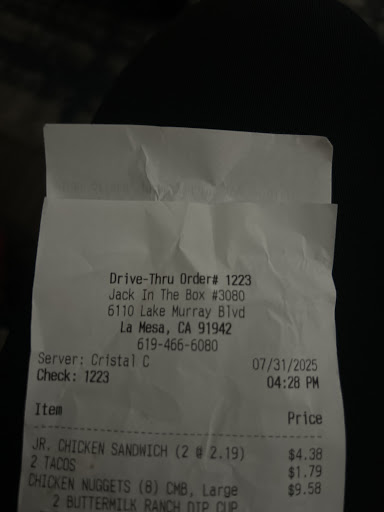 Drive-Thru Order# 1223
Jack In The Box #3080
6110 Lake Murray Blvd
La Mesa, CA 91942
619-466-6080
Server: Cristal C 07/31/2025
Check: 1223 04:28 PM
Item Price
JR. CHICKEN SANDWICH (2 @ 2.19) $4.38
2 TACOS $1.79
CHICKEN NUGGETS (8) CMB, Large $9.58
2 BUTTERMILK RANCH DIP CUP